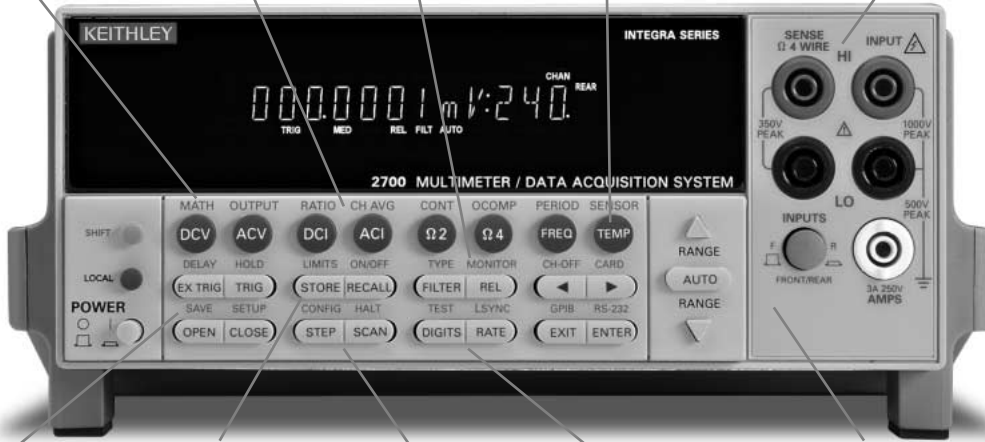 KEITHLEY
INTEGRA SERIES
CHAN
REAR
000.0001 mV:240.
TRIG MED REL FILT AUTO
2700 MULTIMETER / DATA ACQUISITION SYSTEM
SENSE
Ω 4 WIRE
INPUT
HI
350V
PEAK
1000V
PEAK
LO
500V
PEAK
INPUTS
F R
FRONT/REAR
3A 250V
AMPS
MATH OUTPUT RATIO CH AVG CONT OCOMP PERIOD SENSOR
SHIFT
DCV ACV DCI ACI Ω2 Ω4 FREQ TEMP
RANGE
DELAY HOLD LIMITS ON/OFF TYPE MONITOR CH-OFF CARD
LOCAL
EX TRIG TRIG STORE RECALL FILTER REL
AUTO
POWER
SAVE SETUP CONFIG HALT TEST LSYNC GPIB RS-232
RANGE
OPEN CLOSE STEP SCAN DIGITS RATE EXIT ENTER